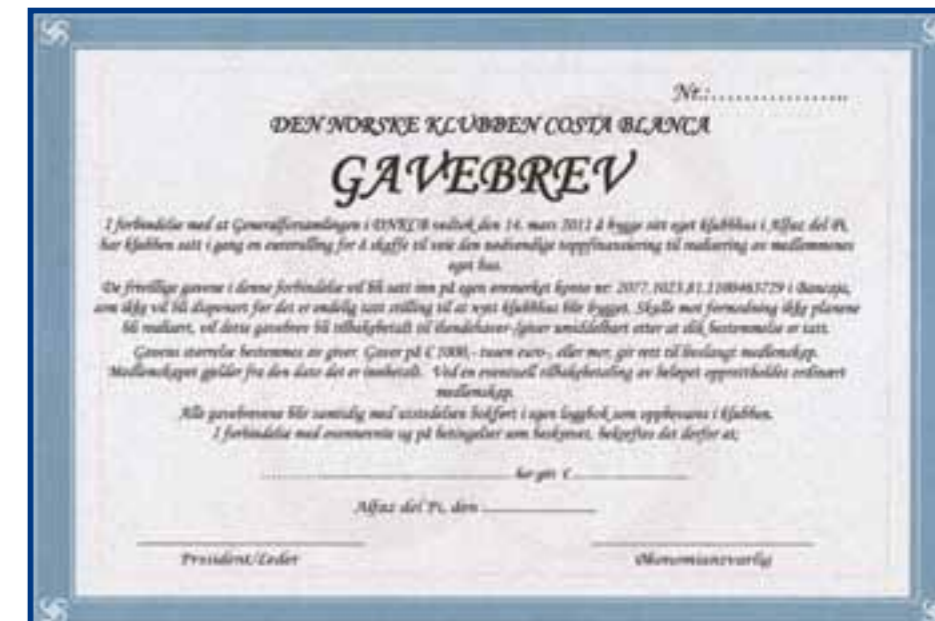 Nr.:..................
DEN NORSKE KLUBBEN COSTA BLANCA
GAVEBREV
I forbindelse med at Generalforsamlingen i DNKCB vedtok den 14. mars 2012 å bygge sitt eget klubbhus i Alfaz del Pi,
har klubben satt i gang en innsamling for å skaffe til veie den nødvendige toppfinansiering til realisering av medlemmenes
eget hus.
De frivillige gavene i denne forbindelse vil bli satt inn på egen øremerket konto nr. 2077.1023.81.1100463729 i Bancaja,
som ikke vil bli disponert før det er endelig tatt stilling til at nytt klubbhus blir bygget. Skulle mot formodning ikke planene
bli realisert, vil dette gavebrev bli tilbakebetalt til ihendehaver-/giver umiddelbart etter at slik bestemmelse er tatt.
Gavens størrelse bestemmes av giver. Gaver på € 1000,- tusen euro-, eller mer, gir rett til livslangt medlemskap.
Medlemskapet gjelder fra den dato det er innbetalt. Ved en eventuell tilbakebetaling av beløpet opprettholdes ordinært
medlemskap.
Alle gavebrevene blir samtidig med utstedelsen bokført i egen loggbok som oppbevares i klubben.
I forbindelse med ovennevnte og på betingelser som beskrevet, bekreftes det derfor at;
har gitt €
Alfaz del Pi, den
President/Leder Økonomiansvarlig